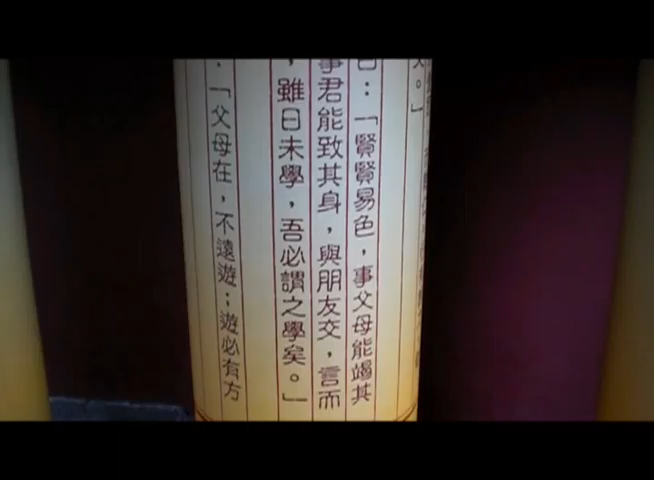 矣。」
曰：「賢賢易色，事父母能竭其
事君能致其身，與朋友交，言而
，雖曰未學，吾必謂之學矣。」
：「父母在，不遠遊；遊必有方